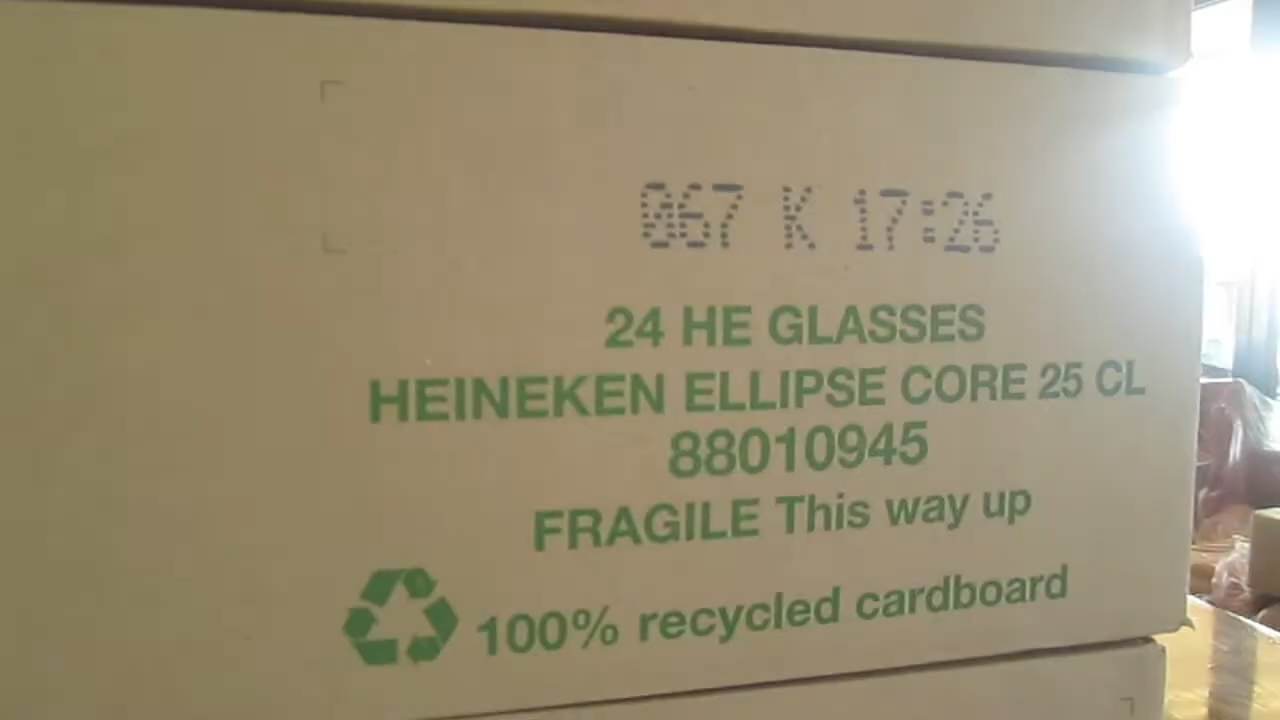 067 K 17:26
24 HE GLASSES
HEINEKEN ELLIPSE CORE 25 CL
88010945
FRAGILE This way up
100% recycled cardboard